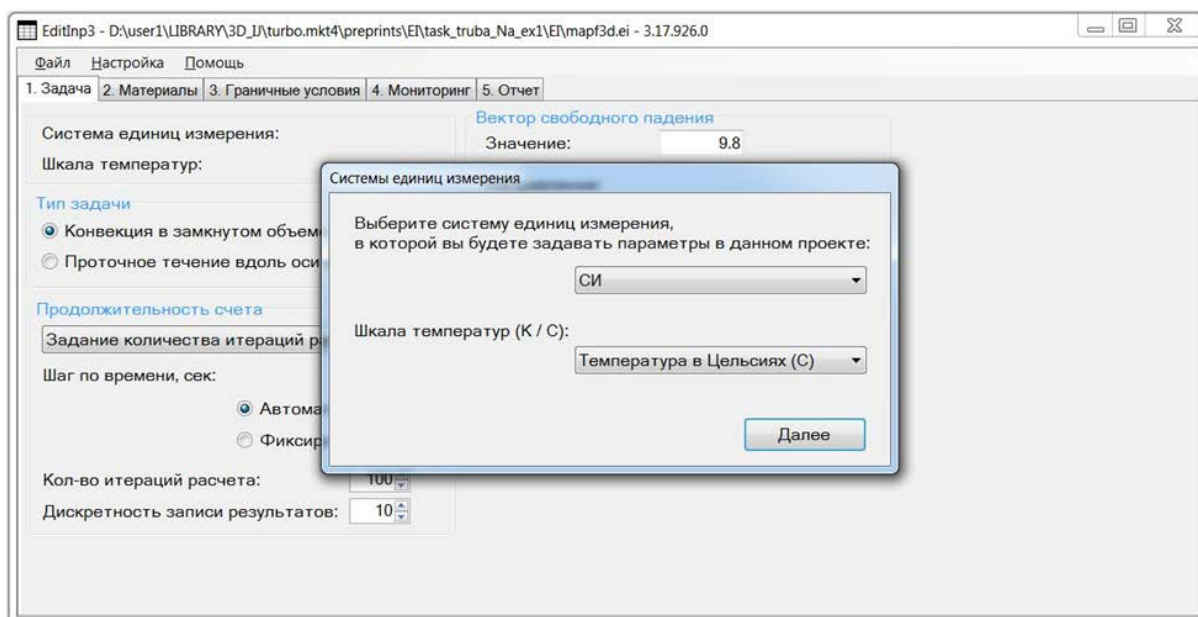 EditInp3 - D:\user1\LIBRARY\3D_IJ\turbo.mkt4\preprints\EI\task_truba_Na_ex1\EI\mapf3d.ei - 3.17.926.0
Файл Настройка Помощь
1. Задача 2. Материалы 3. Граничные условия 4. Мониторинг 5. Отчет
Система единиц измерения:
Шкала температур:
Вектор свободного падения
Значение: 9.8
Тип задачи
Конвекция в замкнутом объем
Проточное течение вдоль оси
Продолжительность счета
Задание количества итераций р
Шаг по времени, сек:
Автома
Фиксир
Кол-во итераций расчета: 100
Дискретность записи результатов: 10
Системы единиц измерения
Выберите систему единиц измерения,
в которой вы будете задавать параметры в данном проекте:
СИ
Шкала температур (K / C):
Температура в Цельсиях (C)
Далее